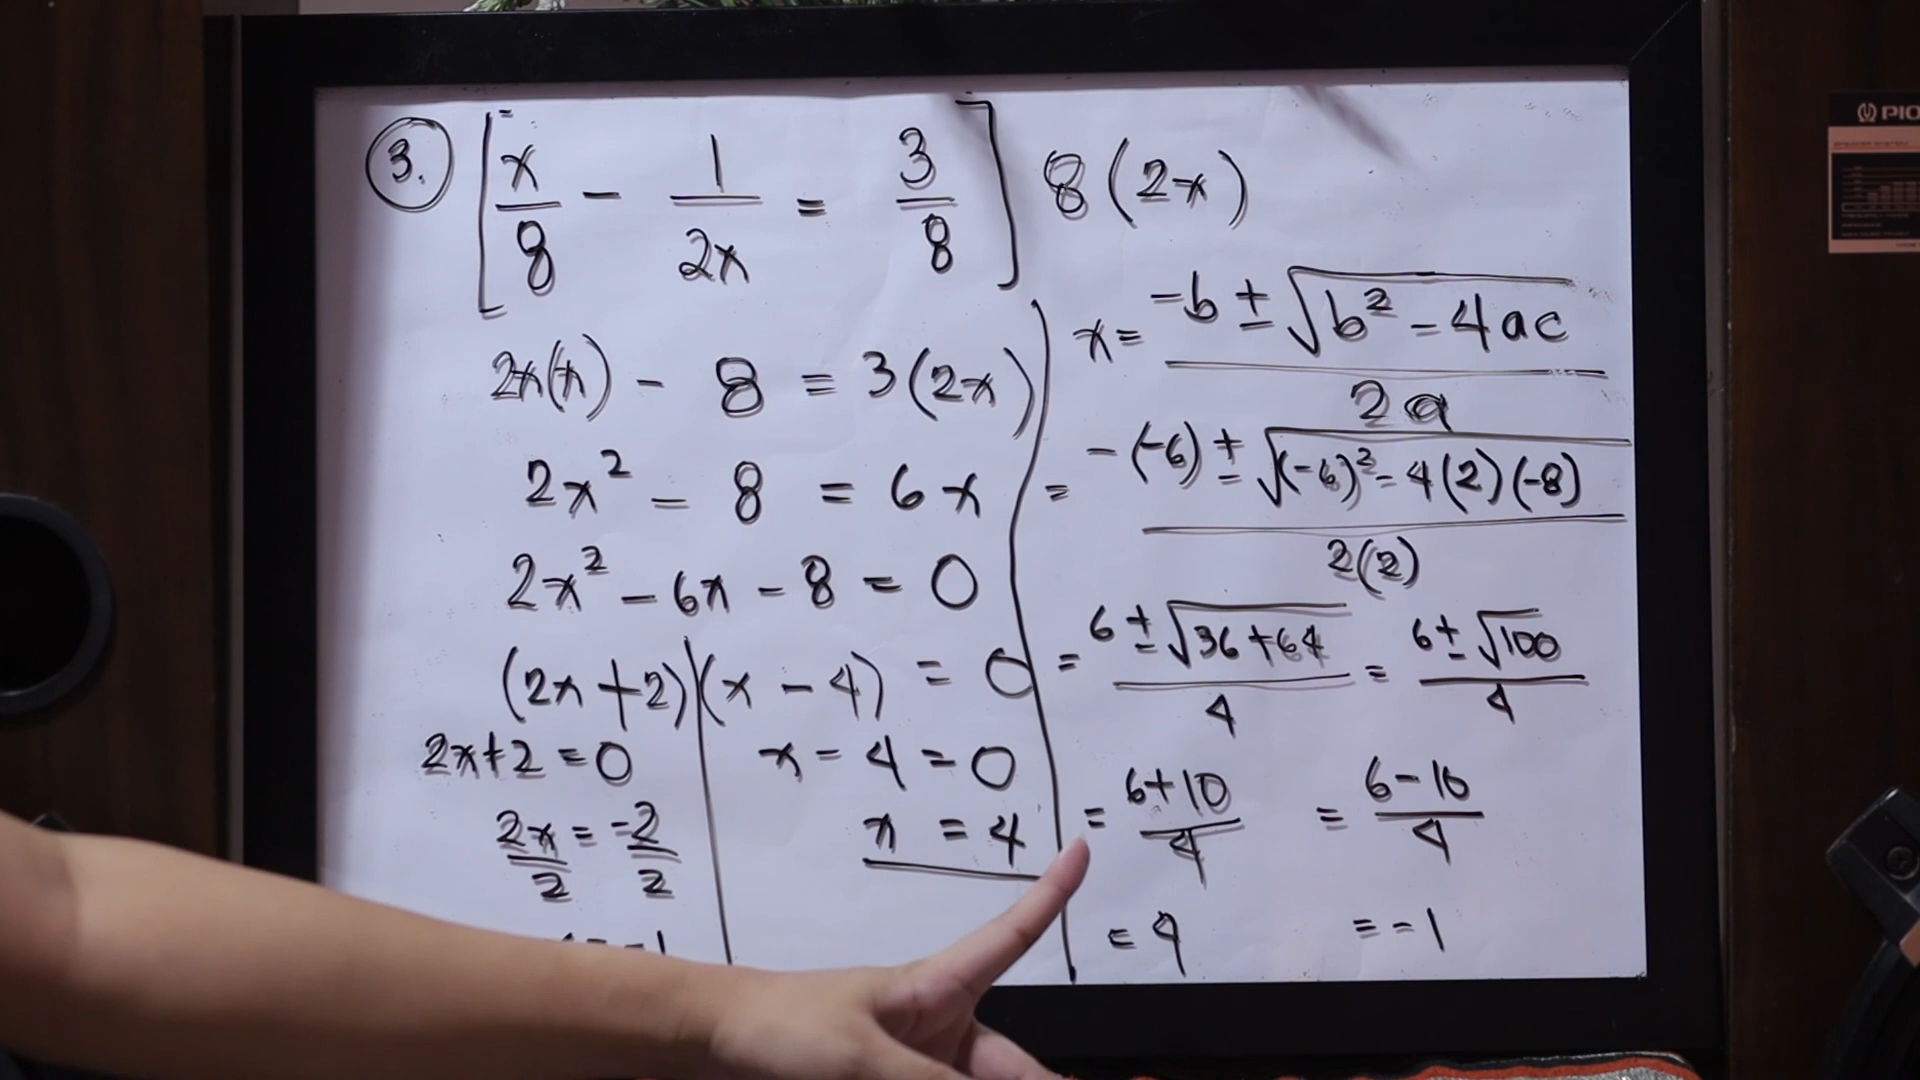 3. [x/8 - 1/2x = 3/8] 8(2x)
2x(x) - 8 = 3(2x)
2x² - 8 = 6x
2x² - 6x - 8 = 0
(2x+2)(x - 4) = 0
2x+2 = 0
2x/2 = -2/2
= -1
x - 4 = 0
x = 4
x = -b ± √b² - 4ac / 2a
= -(-6) ± √(-6)² - 4(2)(-8) / 2(2)
= 6 ± √36+64 / 4 = 6 ± √100 / 4
= 6+10 / 4 = 6-10 / 4
= 4 = -1
PIO